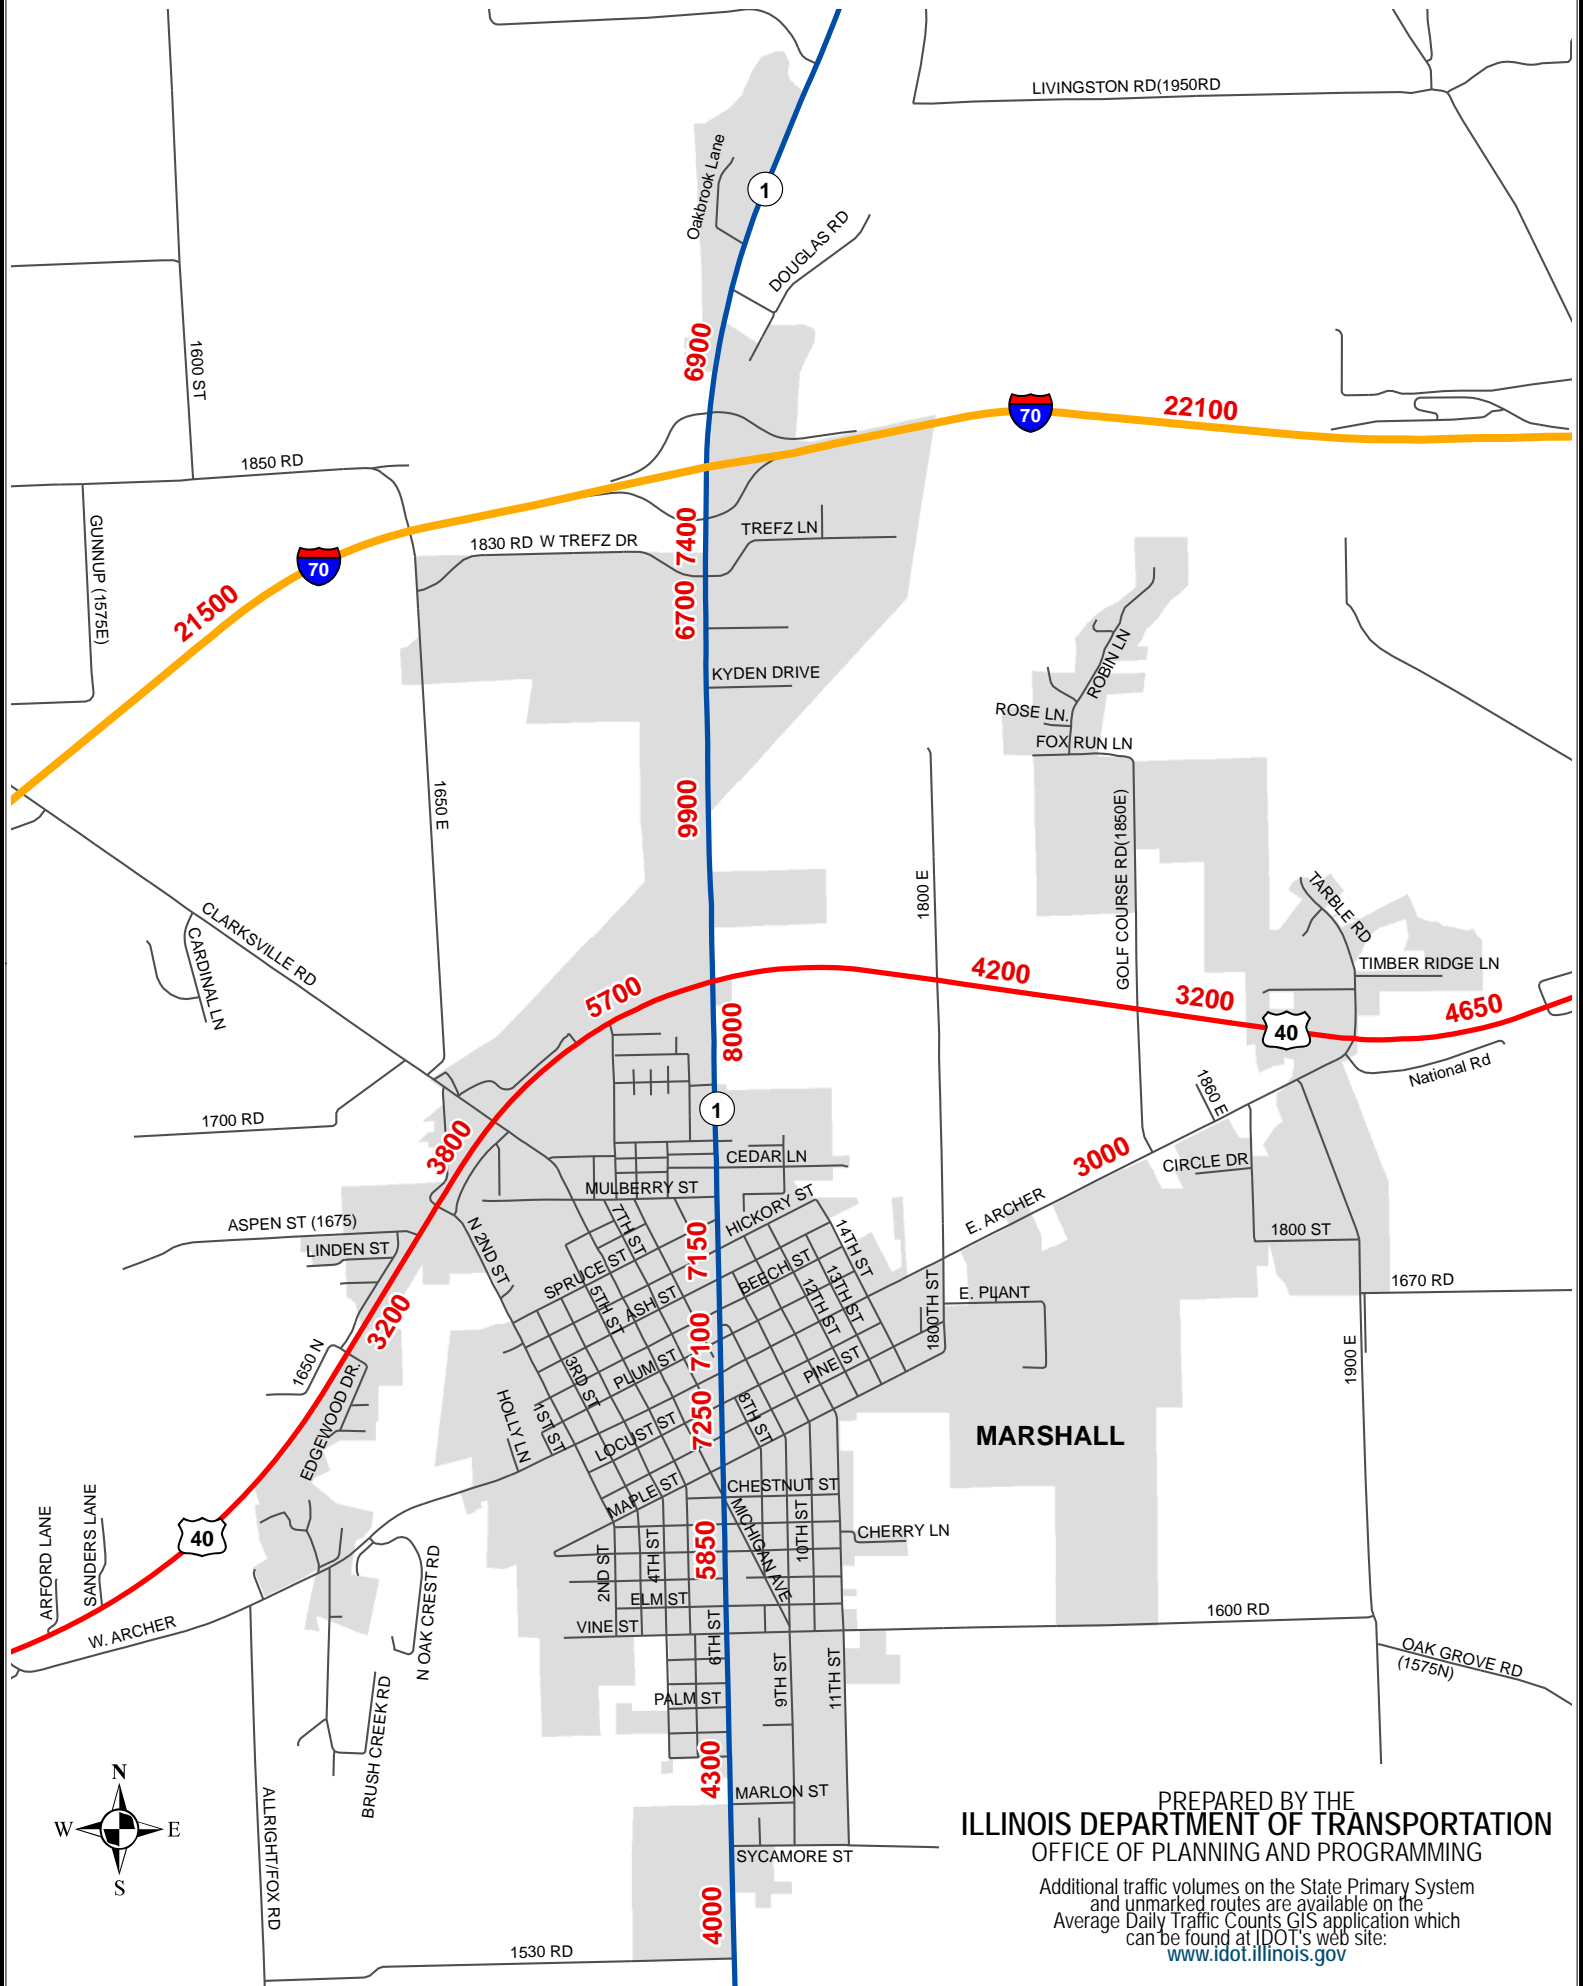 LIVINGSTON RD(1950RD
Oakbrook Lane
1
DOUGLAS RD
6900
1600 ST
70
22100
1850 RD
GUNNUP (1575E)
7400
TREFZ LN
1830 RD W TREFZ DR
70
21500
6700
KYDEN DRIVE
ROBIN LN
ROSE LN.
FOX RUN LN
1650 E
9900
GOLF COURSE RD(1850E)
1800 E
TARBLE RD
CLARKSVILLE RD
CARDINAL LN
TIMBER RIDGE LN
4200
5700
3200
4650
8000
40
National Rd
1860 E
1
1700 RD
3800
CEDAR LN
3000
CIRCLE DR
MULBERRY ST
HICKORY ST
E. ARCHER
ASPEN ST (1675)
LINDEN ST
N 2ND ST
7TH ST
7150
14TH ST
1800 ST
SPRUCE ST
BEECH ST
5TH ST
ASH ST
12TH ST
13TH ST
1800TH ST
E. PLANT
1670 RD
3200
7100
1650 N
EDGEWOOD DR.
3RD ST
PLUM ST
PINE ST
1900 E
HOLLY LN
1ST ST
LOCUST ST
7250
8TH ST
MARSHALL
MAPLE ST
CHESTNUT ST
MICHIGAN AVE
10TH ST
CHERRY LN
ARFORD LANE
SANDERS LANE
40
5850
2ND ST
4TH ST
ELM ST
N OAK CREST RD
W. ARCHER
VINE ST
6TH ST
1600 RD
OAK GROVE RD
(1575N)
9TH ST
11TH ST
PALM ST
BRUSH CREEK RD
4300
MARLON ST
N
W
E
S
ALLRIGHT/FOX RD
SYCAMORE ST
4000
1530 RD
PREPARED BY THE
ILLINOIS DEPARTMENT OF TRANSPORTATION
OFFICE OF PLANNING AND PROGRAMMING
Additional traffic volumes on the State Primary System
and unmarked routes are available on the
Average Daily Traffic Counts GIS application which
can be found at IDOT's web site:
www.idot.illinois.gov